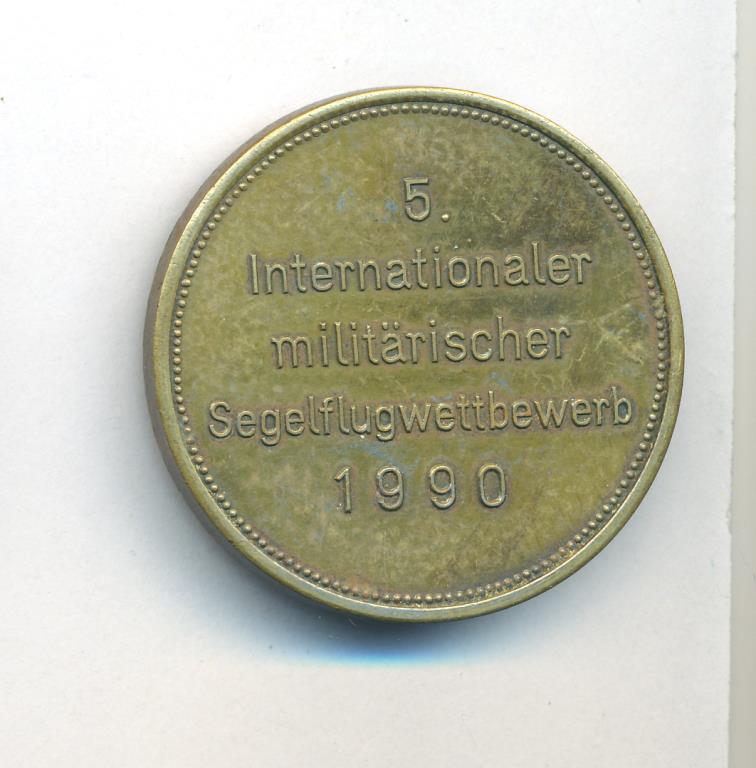 5.
Internationaler
militärischer
Segelflugwettbewerb
1990